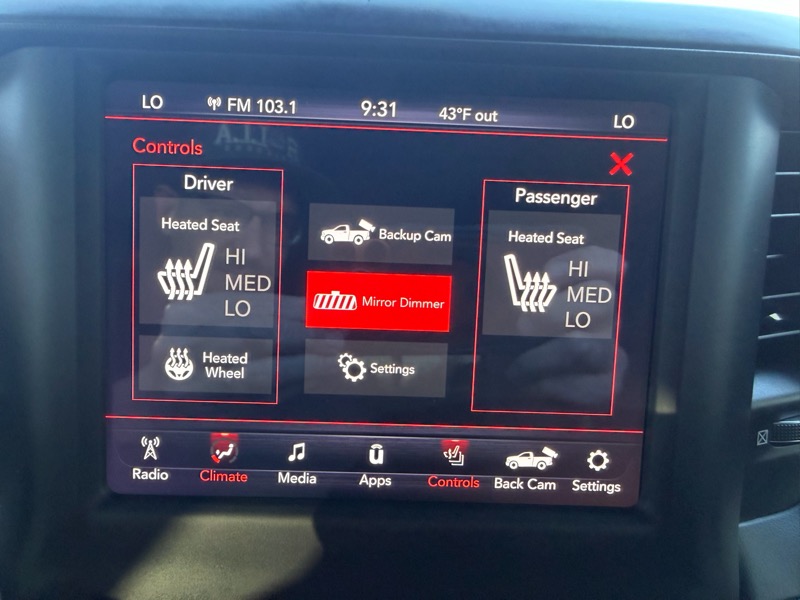 LO
FM 103.1
9:31
43°F out
LO
Controls
Driver
Heated Seat
HI
MED
LO
Heated
Wheel
Backup Cam
Mirror Dimmer
Settings
Passenger
Heated Seat
HI
MED
LO
Radio
Climate
Media
Apps
Controls
Back Cam
Settings